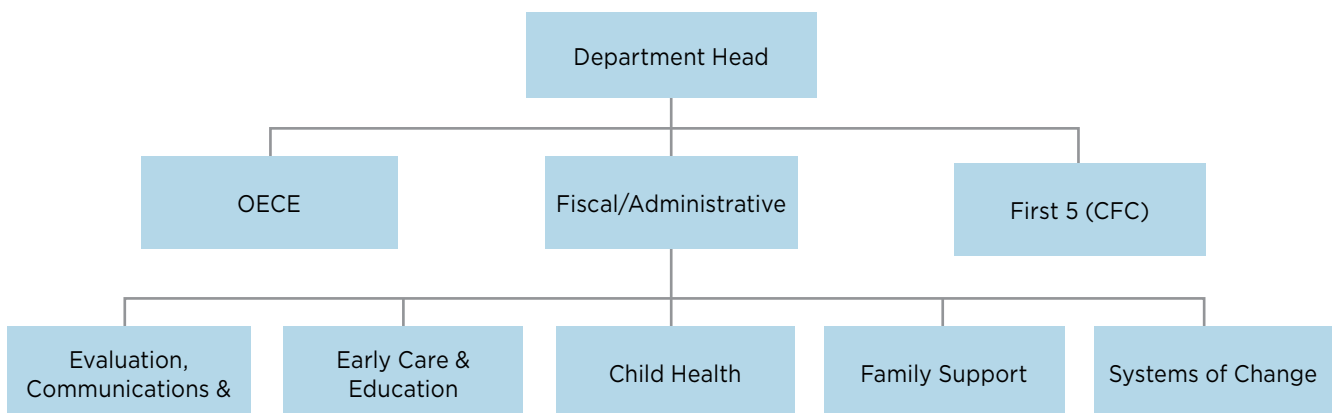 Department Head
OECE
Fiscal/Administrative
First 5 (CFC)
Evaluation,
Communications &
Early Care &
Education
Child Health
Family Support
Systems of Change